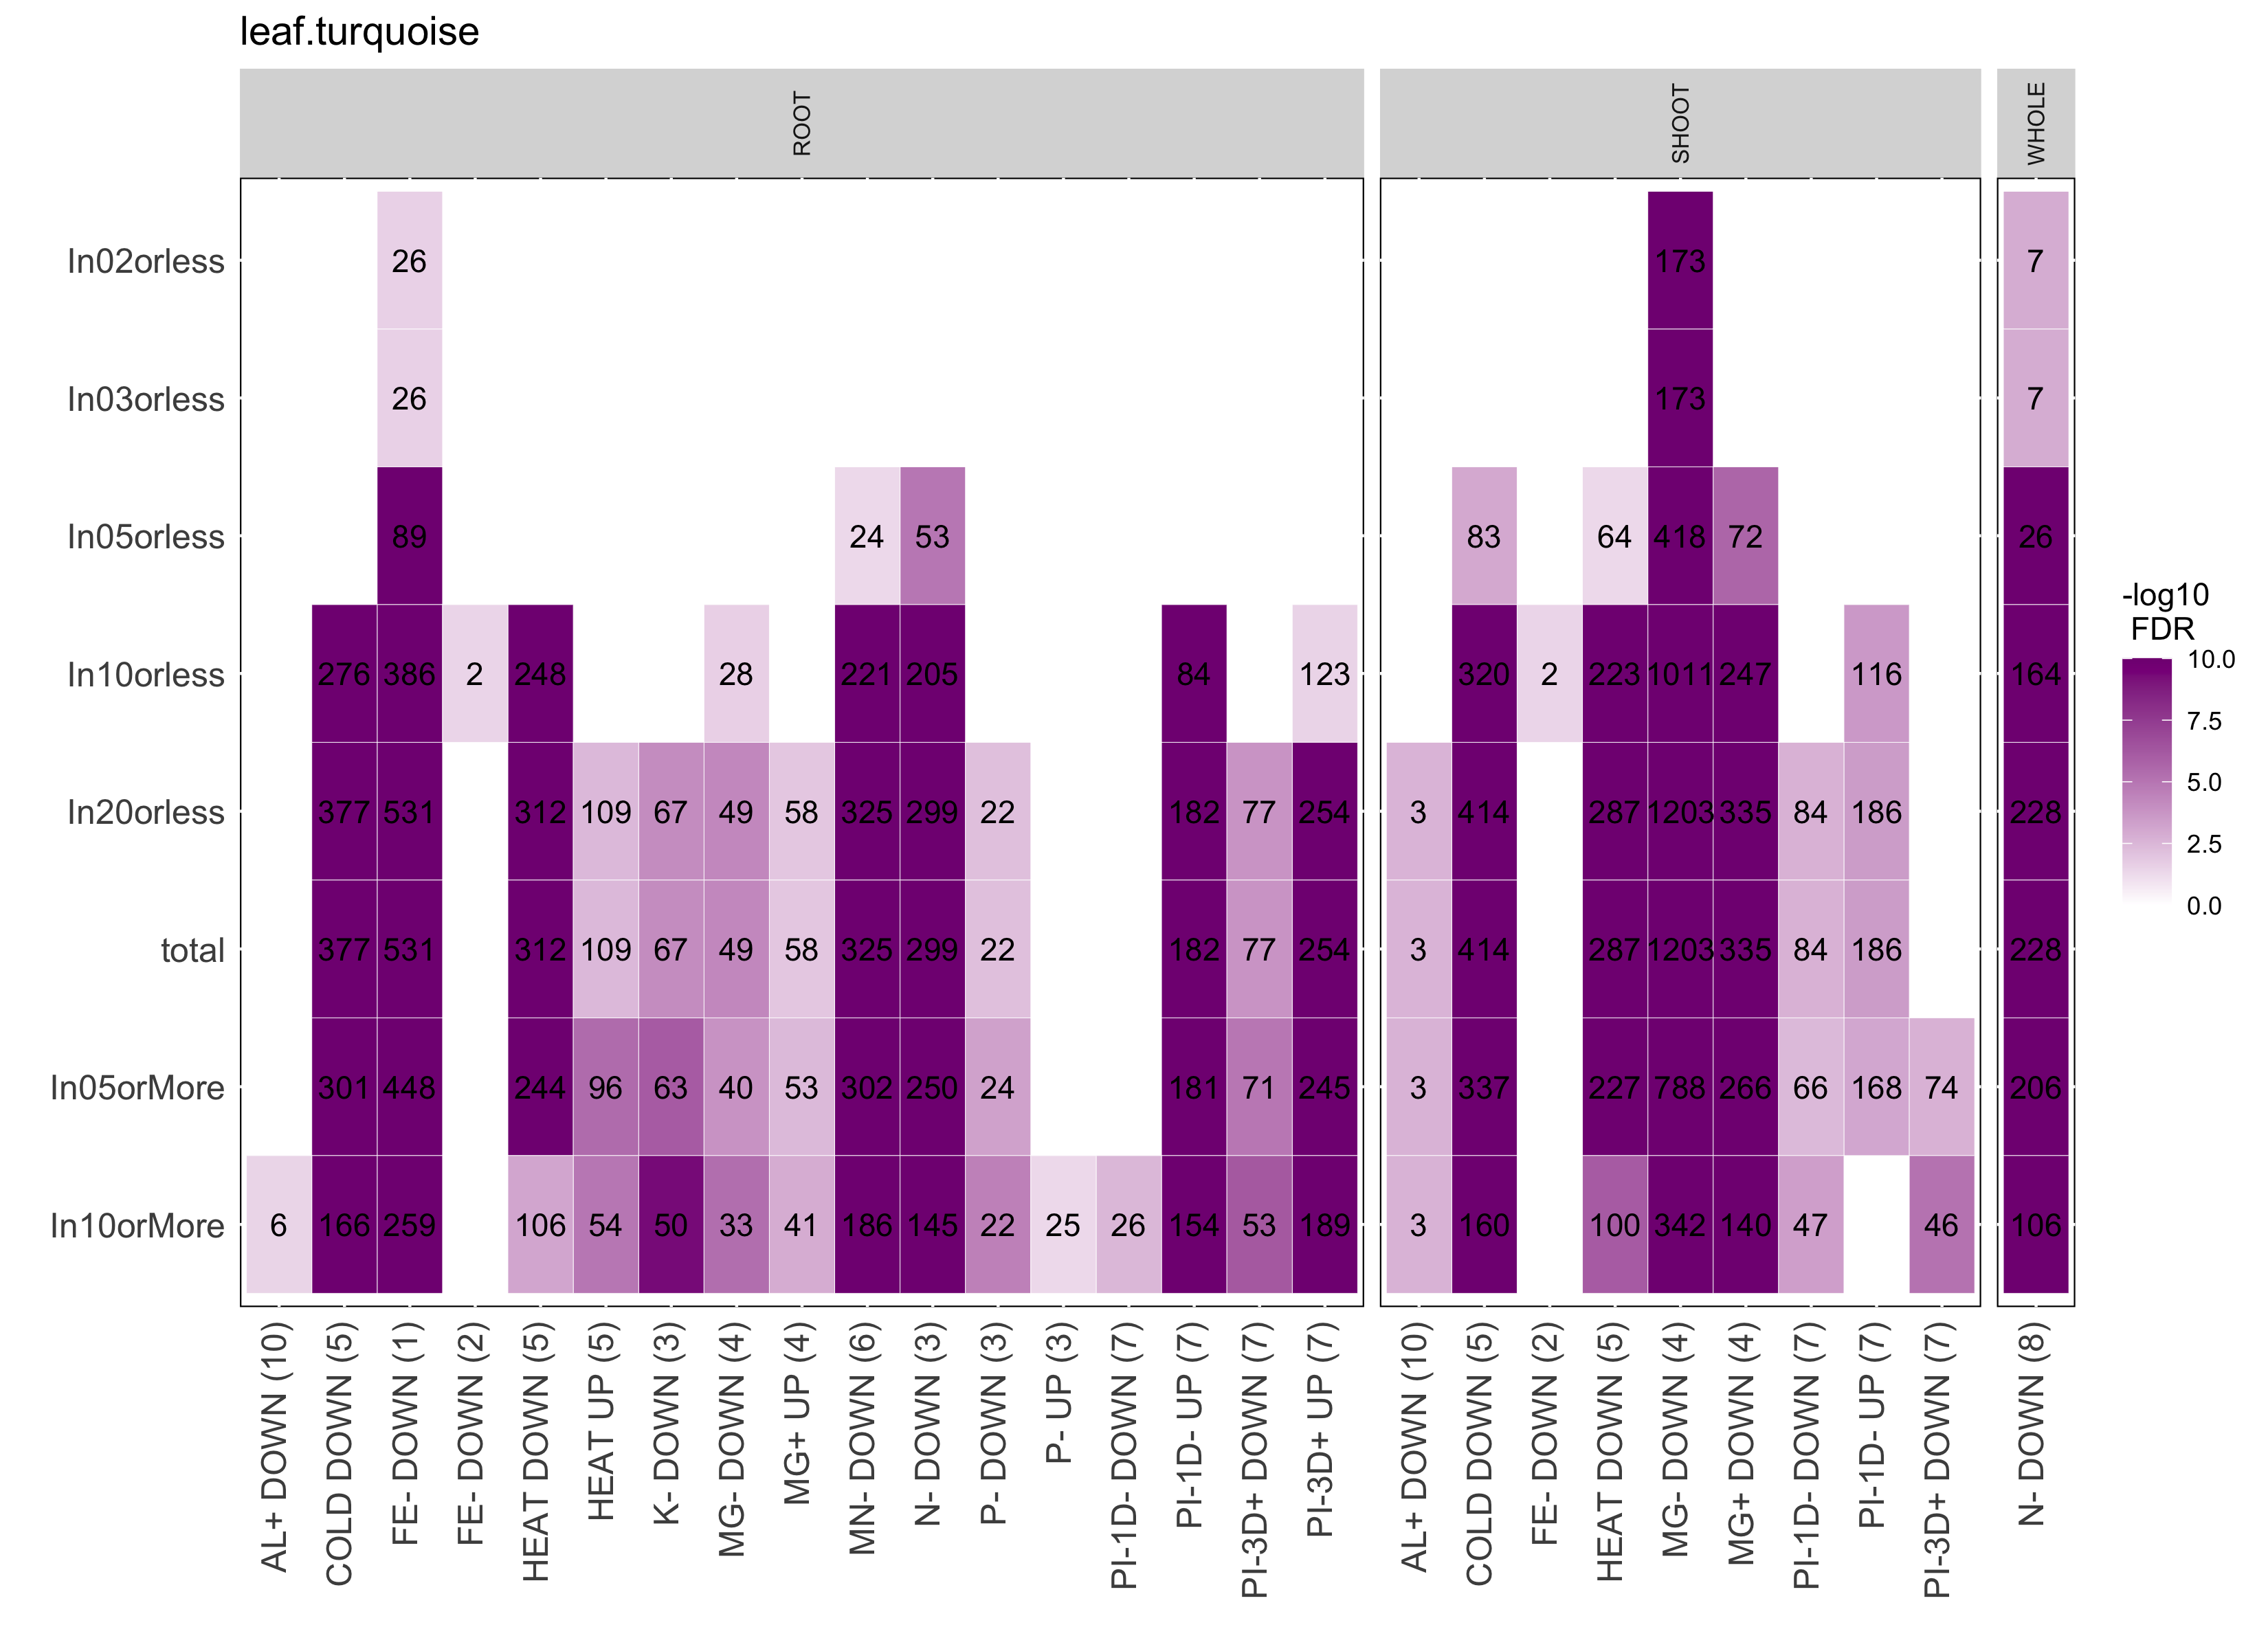 leaf.turquoise
ROOT SHOOT WHOLE
In02orless 26 173 7
In03orless 26 173 7
In05orless 89 24 53 83 64 418 72 26
In10orless 276 386 2 248 28 221 205 84 123 320 2 223 1011 247 116 164
In20orless 377 531 312 109 67 49 58 325 299 22 182 77 254 3 414 287 1203 335 84 186 228
total 377 531 312 109 67 49 58 325 299 22 182 77 254 3 414 287 1203 335 84 186 228
In05orMore 301 448 244 96 63 40 53 302 250 24 181 71 245 3 337 227 788 266 66 168 74 206
In10orMore 6 166 259 106 54 50 33 41 186 145 22 25 26 154 53 189 3 160 100 342 140 47 46 106
AL+ DOWN (10)
COLD DOWN (5)
FE- DOWN (1)
FE- DOWN (2)
HEAT DOWN (5)
HEAT UP (5)
K- DOWN (3)
MG- DOWN (4)
MG+ UP (4)
MN- DOWN (6)
N- DOWN (3)
P- DOWN (3)
P- UP (3)
PI-1D- DOWN (7)
PI-1D- UP (7)
PI-3D+ DOWN (7)
PI-3D+ UP (7)
AL+ DOWN (10)
COLD DOWN (5)
FE- DOWN (2)
HEAT DOWN (5)
MG- DOWN (4)
MG+ DOWN (4)
PI-1D- DOWN (7)
PI-1D- UP (7)
PI-3D+ DOWN (7)
N- DOWN (8)
-log10
FDR
10.0
7.5
5.0
2.5
0.0